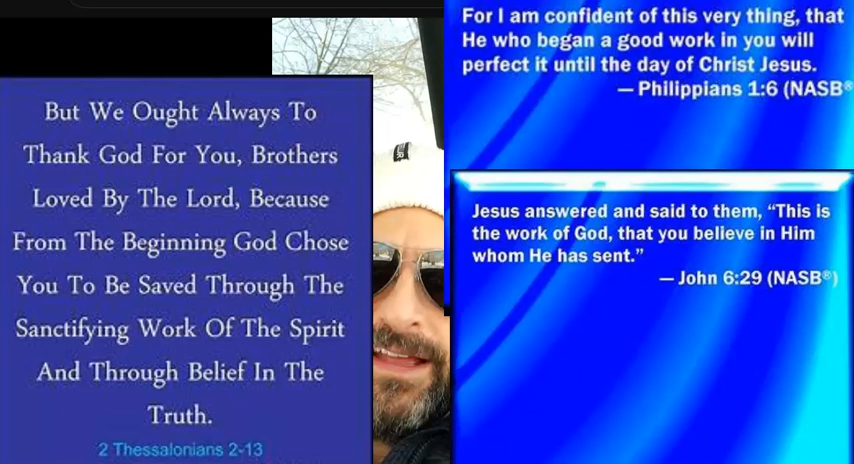 But We Ought Always To
Thank God For You, Brothers
Loved By The Lord, Because
From The Beginning God Chose
You To Be Saved Through The
Sanctifying Work Of The Spirit
And Through Belief In The
Truth.
2 Thessalonians 2-13
For I am confident of this very thing, that
He who began a good work in you will
perfect it until the day of Christ Jesus.
— Philippians 1:6 (NASB®
Jesus answered and said to them, “This is
the work of God, that you believe in Him
whom He has sent.”
— John 6:29 (NASB®)